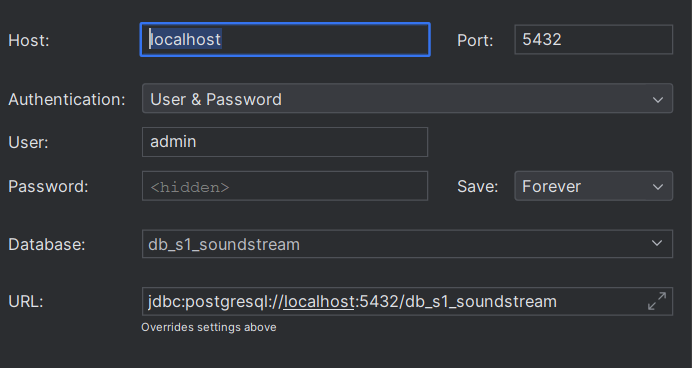 Host: localhost Port: 5432
Authentication: User & Password
User: admin
Password: <hidden> Save: Forever
Database: db_s1_soundstream
URL: jdbc:postgresql://localhost:5432/db_s1_soundstream
Overrides settings above